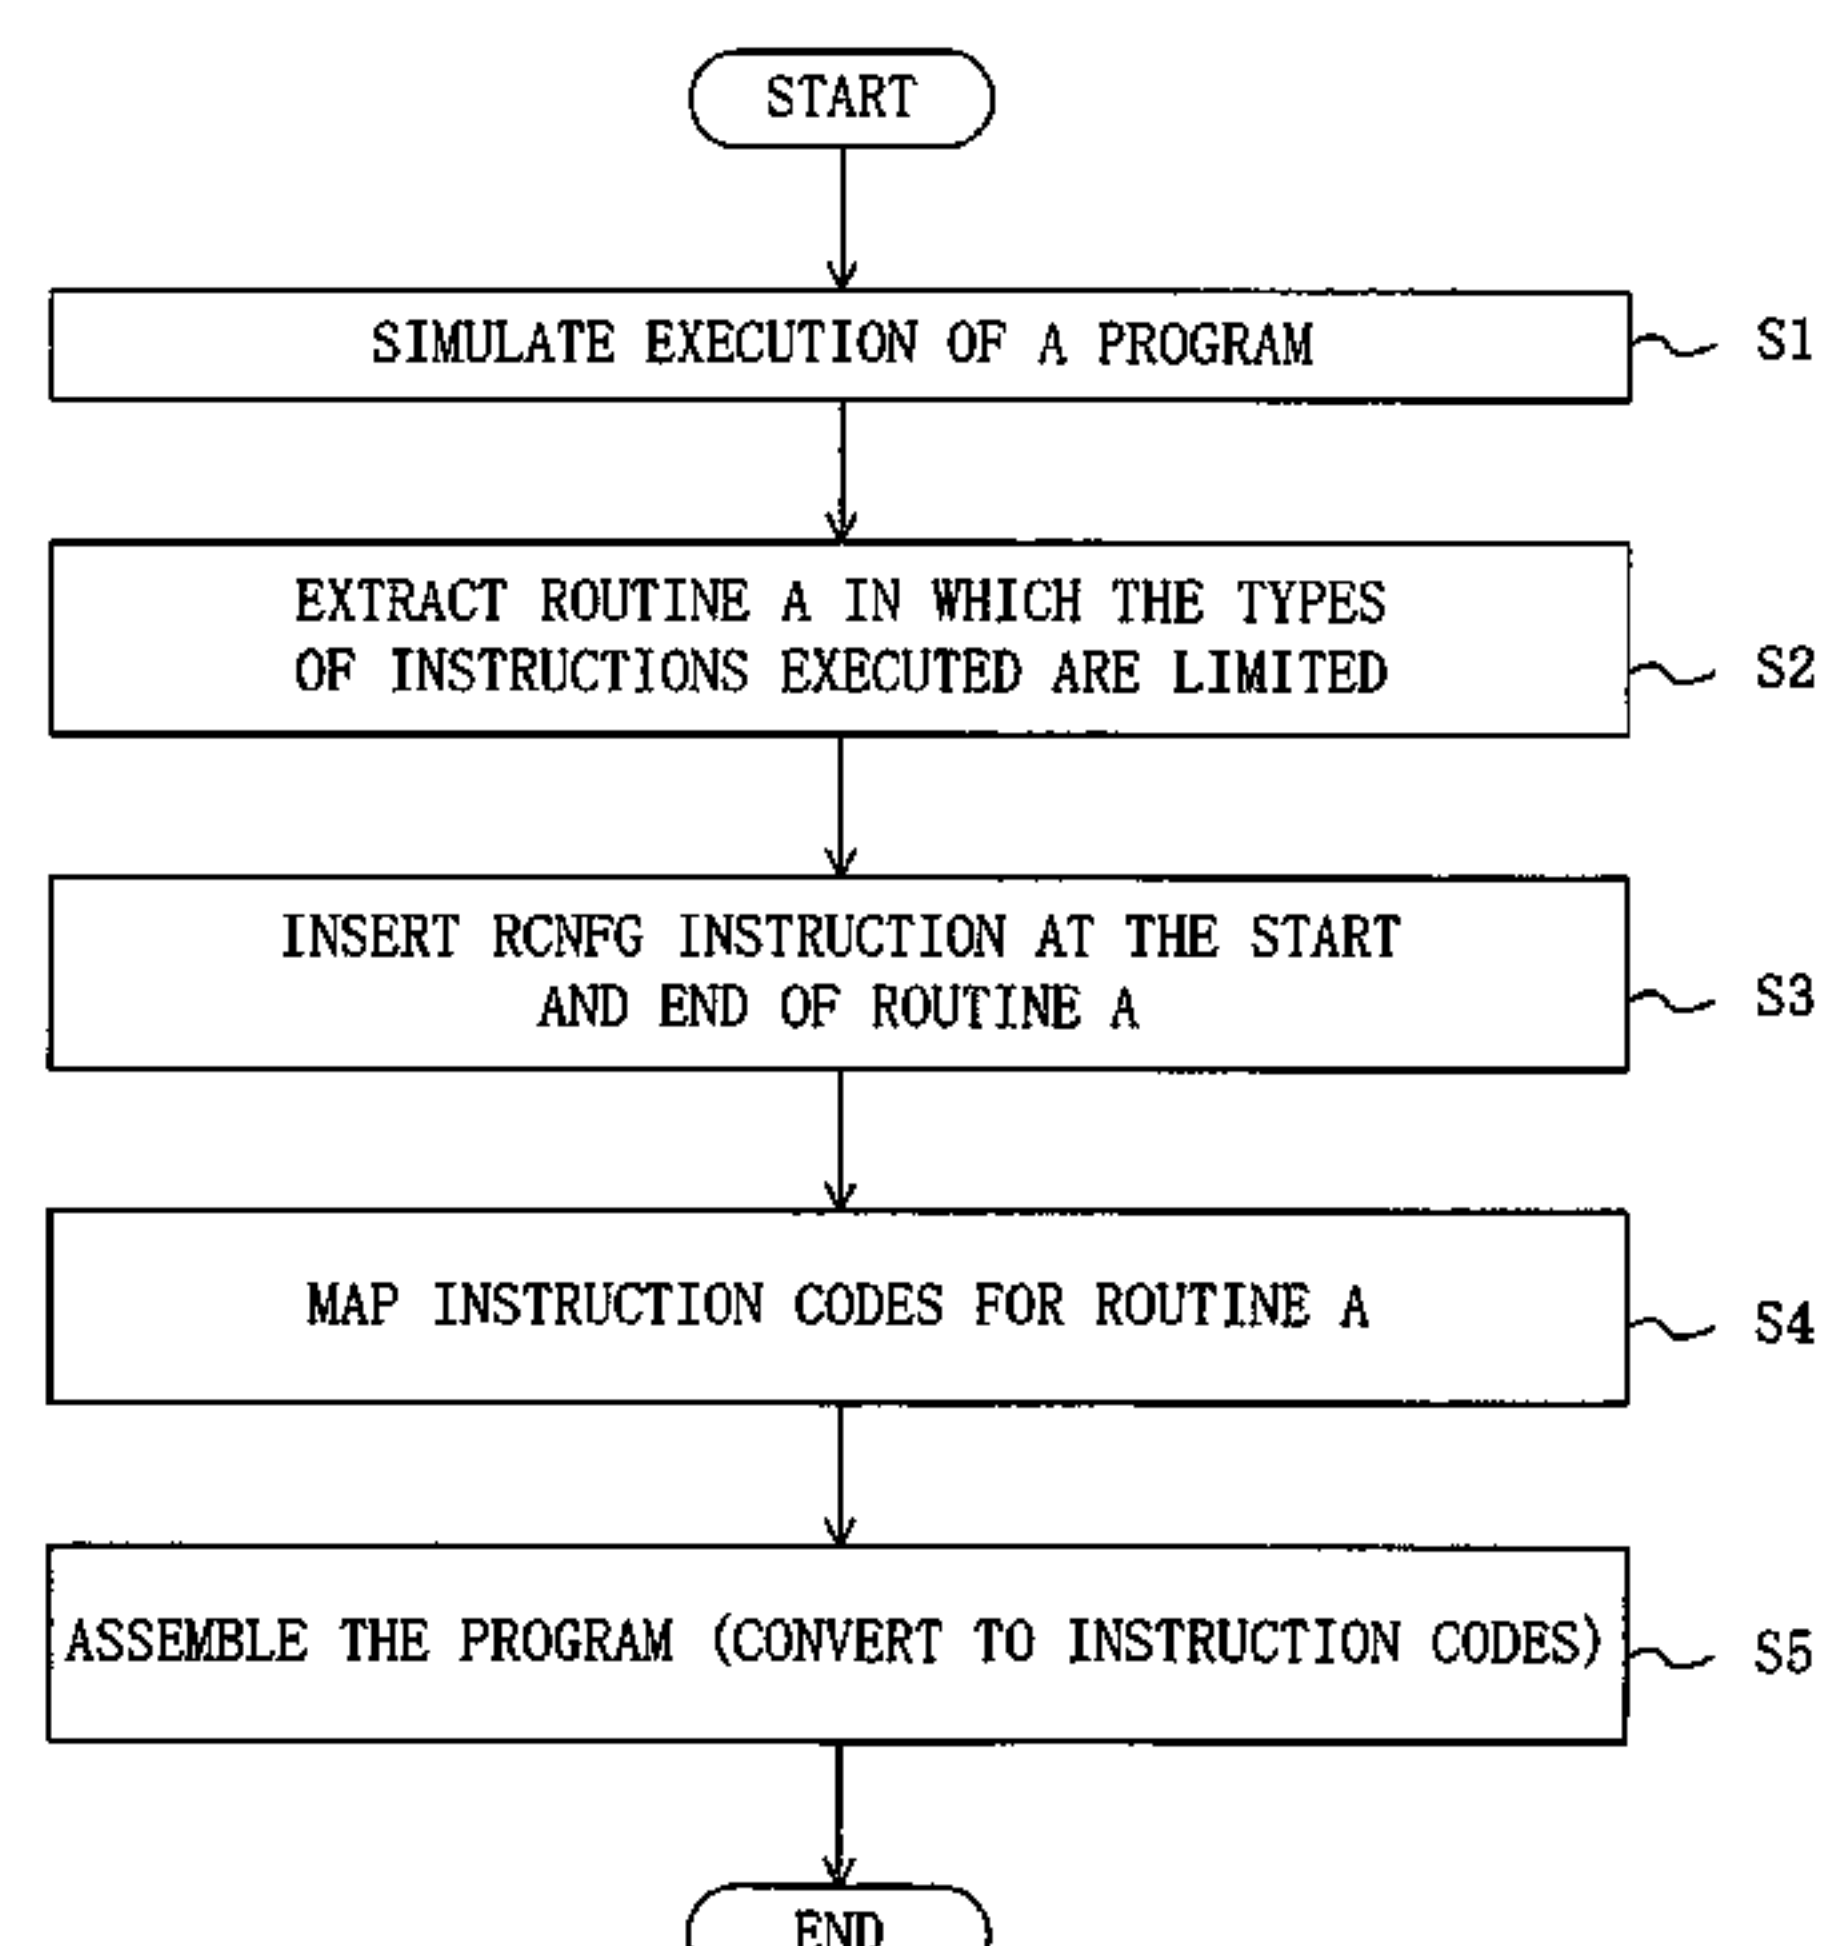 START
SIMULATE EXECUTION OF A PROGRAM
S1
EXTRACT ROUTINE A IN WHICH THE TYPES
OF INSTRUCTIONS EXECUTED ARE LIMITED
S2
INSERT RCNFG INSTRUCTION AT THE START
AND END OF ROUTINE A
S3
MAP INSTRUCTION CODES FOR ROUTINE A
S4
ASSEMBLE THE PROGRAM (CONVERT TO INSTRUCTION CODES)
S5
END